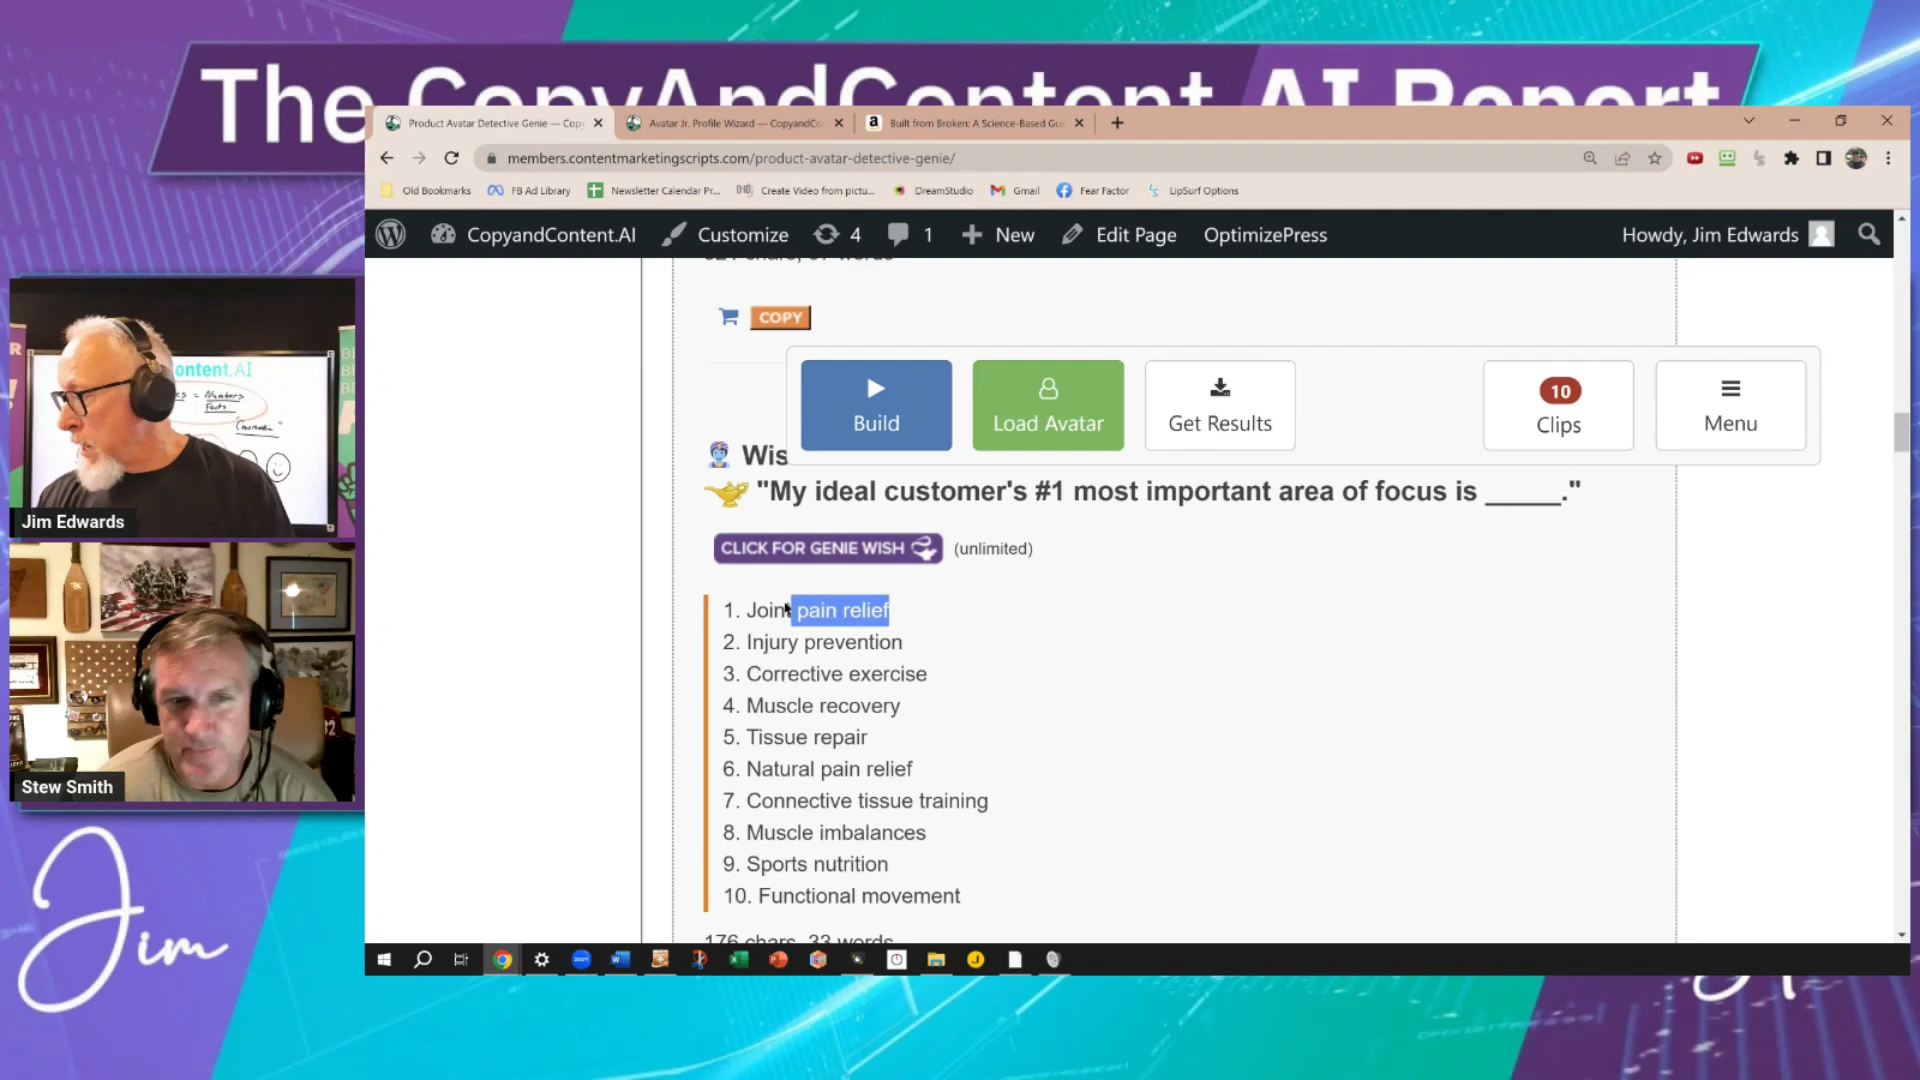 The CopyAndContent AI Report
Product Avatar Detective Genie — Cop
Avatar Jr. Profile Wizard — CopyandCo
Built from Broken: A Science-Based Gu
members.contentmarketingscripts.com/product-avatar-detective-genie/
Old Bookmarks
FB Ad Library
Newsletter Calendar Pr...
Create Video from pictu...
DreamStudio
Gmail
Fear Factor
LipSurf Options
CopyandContent.AI
Customize
4
1
New
Edit Page
OptimizePress
Howdy, Jim Edwards
COPY
Build
Load Avatar
Get Results
10
Clips
Menu
Wis
"My ideal customer's #1 most important area of focus is _____."
CLICK FOR GENIE WISH
(unlimited)
1. Joint pain relief
2. Injury prevention
3. Corrective exercise
4. Muscle recovery
5. Tissue repair
6. Natural pain relief
7. Connective tissue training
8. Muscle imbalances
9. Sports nutrition
10. Functional movement
176 chars, 33 words
ontent.AI
= Numbers
Facts
Jim Edwards
Stew Smith
Jim